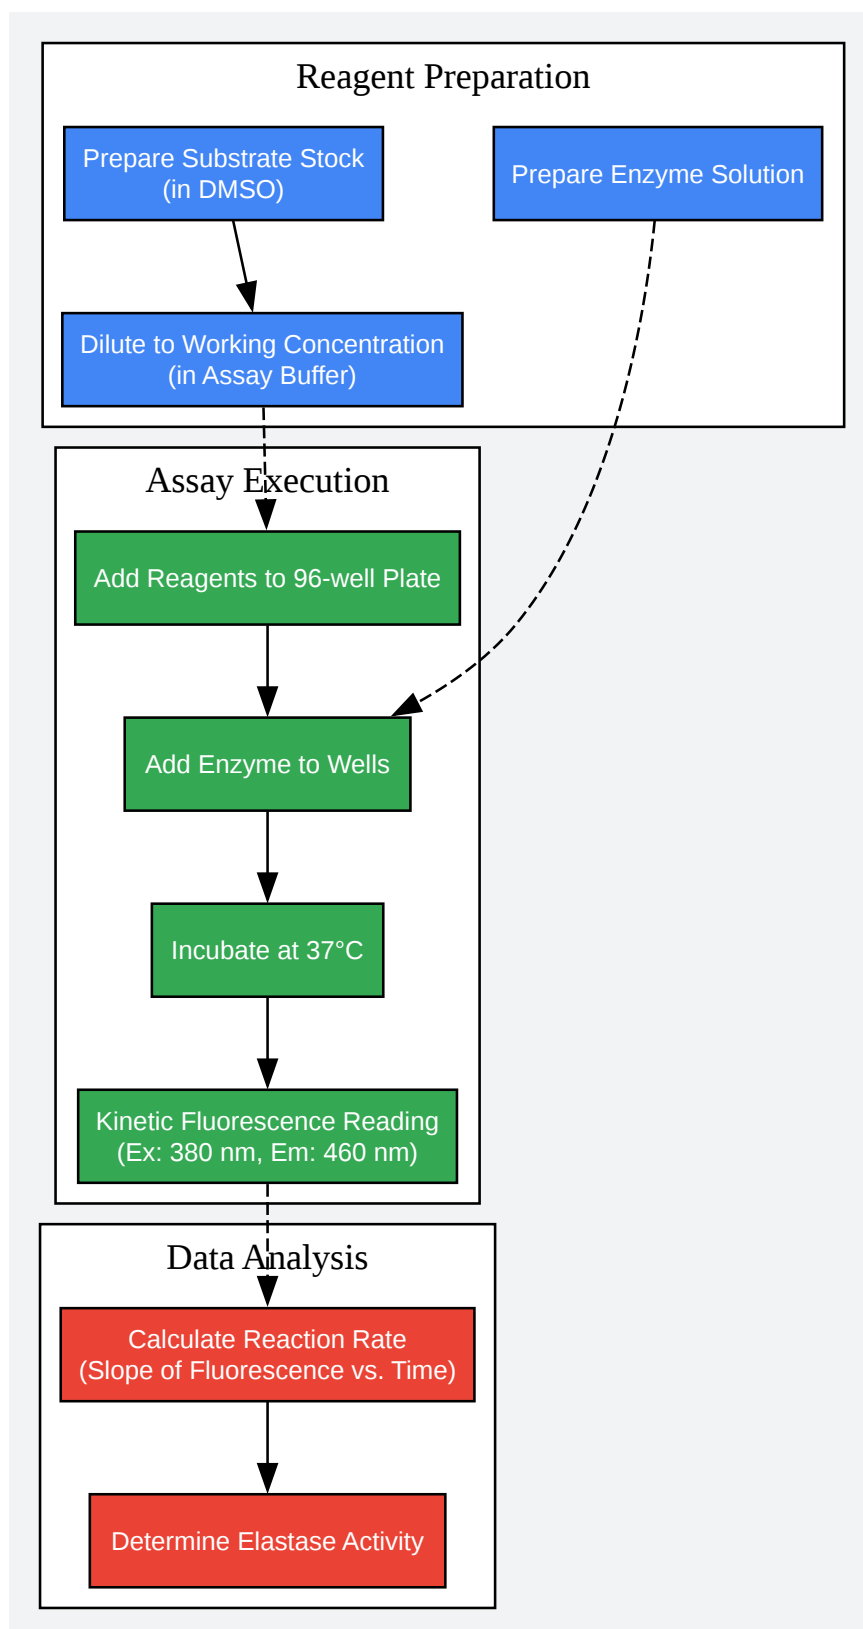 Reagent Preparation
Prepare Substrate Stock
(in DMSO)
Prepare Enzyme Solution
Dilute to Working Concentration
(in Assay Buffer)
Assay Execution
Add Reagents to 96-well Plate
Add Enzyme to Wells
Incubate at 37°C
Kinetic Fluorescence Reading
(Ex: 380 nm, Em: 460 nm)
Data Analysis
Calculate Reaction Rate
(Slope of Fluorescence vs. Time)
Determine Elastase Activity